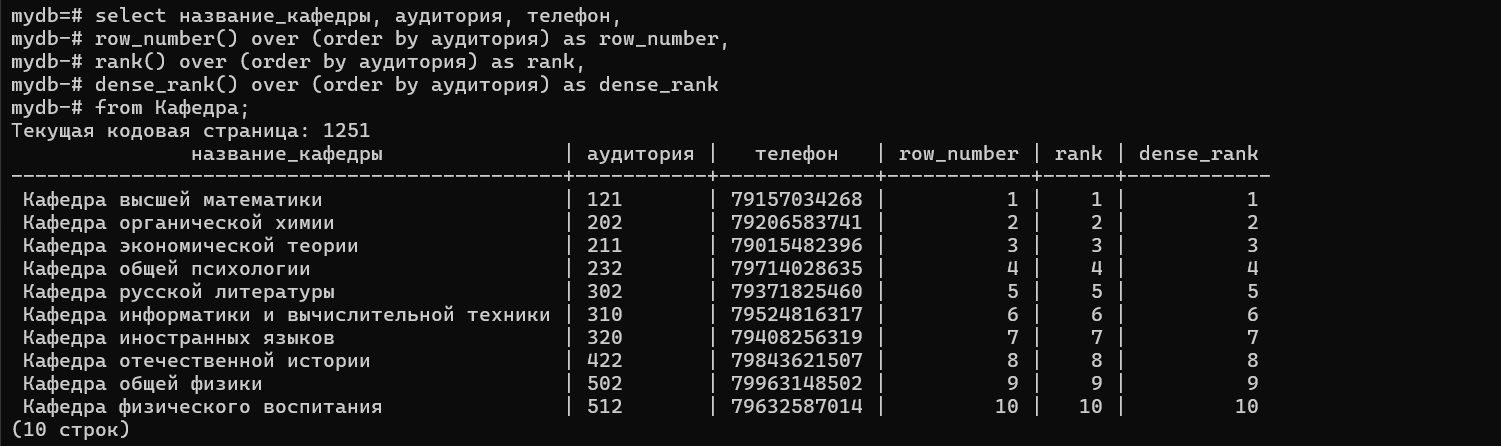 mydb=# select название_кафедры, аудитория, телефон,
mydb-# row_number() over (order by аудитория) as row_number,
mydb-# rank() over (order by аудитория) as rank,
mydb-# dense_rank() over (order by аудитория) as dense_rank
mydb-# from Кафедра;
Текущая кодовая страница: 1251
название_кафедры | аудитория | телефон | row_number | rank | dense_rank
----------------------------------------------+-----------+-------------+------------+------+------------
Кафедра высшей математики | 121 | 79157034268 | 1 | 1 | 1
Кафедра органической химии | 202 | 79206583741 | 2 | 2 | 2
Кафедра экономической теории | 211 | 79015482396 | 3 | 3 | 3
Кафедра общей психологии | 232 | 79714028635 | 4 | 4 | 4
Кафедра русской литературы | 302 | 79371825460 | 5 | 5 | 5
Кафедра информатики и вычислительной техники | 310 | 79524816317 | 6 | 6 | 6
Кафедра иностранных языков | 320 | 79408256319 | 7 | 7 | 7
Кафедра отечественной истории | 422 | 79843621507 | 8 | 8 | 8
Кафедра общей физики | 502 | 79963148502 | 9 | 9 | 9
Кафедра физического воспитания | 512 | 79632587014 | 10 | 10 | 10
(10 строк)